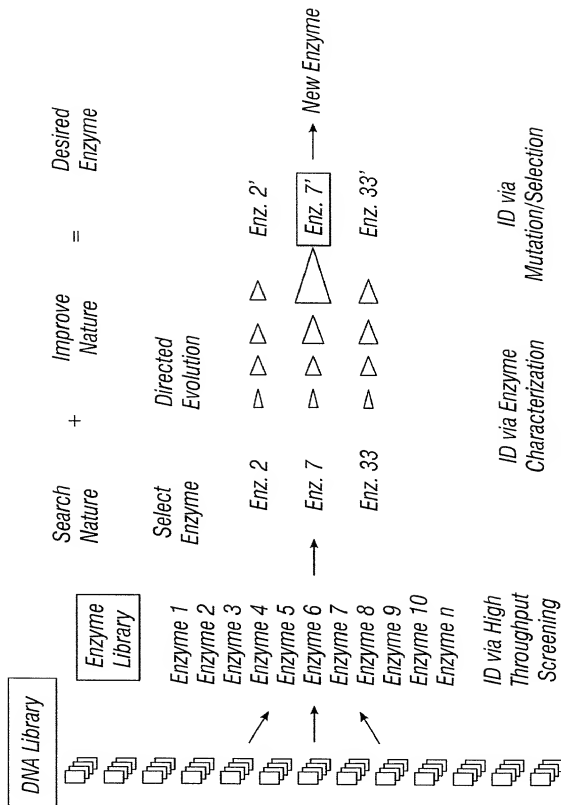 DNA Library
Enzyme
Library
Search
Nature
+
Improve
Nature
=
Desired
Enzyme
Select
Enzyme
Directed
Evolution
Enzyme 1
Enzyme 2
Enzyme 3
Enzyme 4
Enzyme 5
Enzyme 6
Enzyme 7
Enzyme 8
Enzyme 9
Enzyme 10
Enzyme n
Enz. 2
Enz. 2'
Enz. 7
Enz. 7'
New Enzyme
Enz. 33
Enz. 33'
ID via High
Throughput
Screening
ID via Enzyme
Characterization
ID via
Mutation/Selection